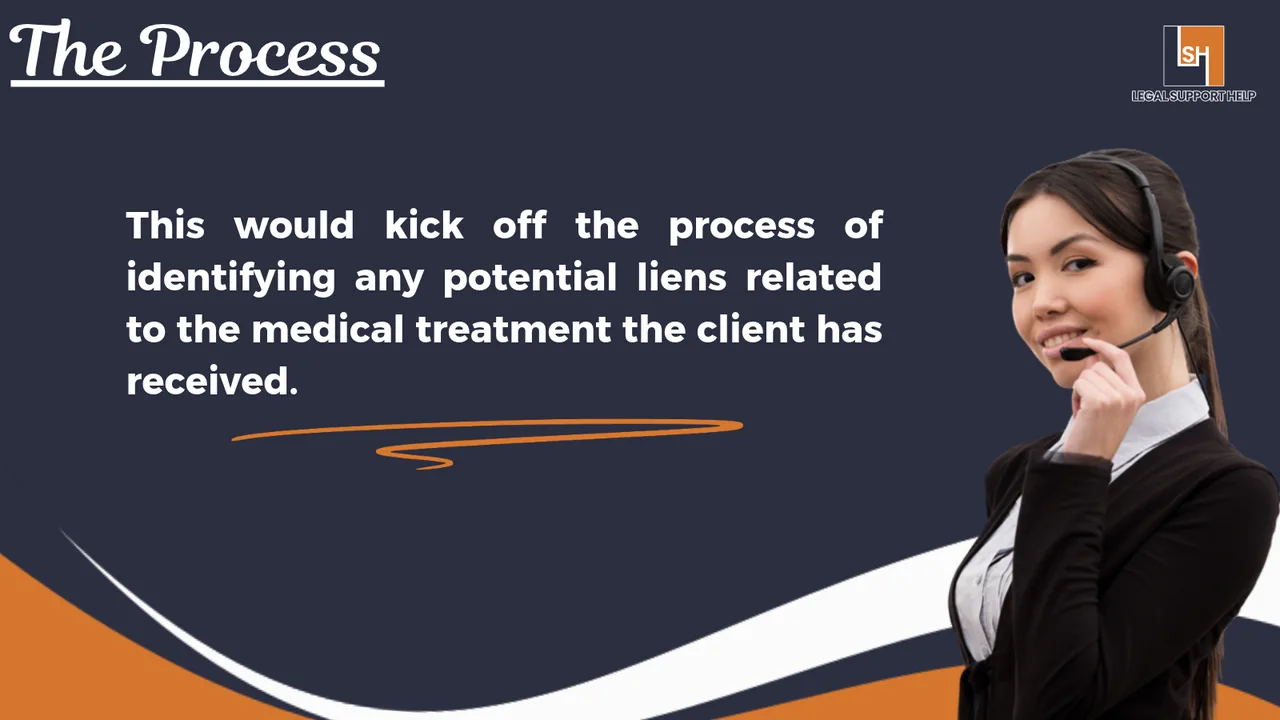 The Process
LSH
LEGAL SUPPORT HELP
This would kick off the process of
identifying any potential liens related
to the medical treatment the client has
received.